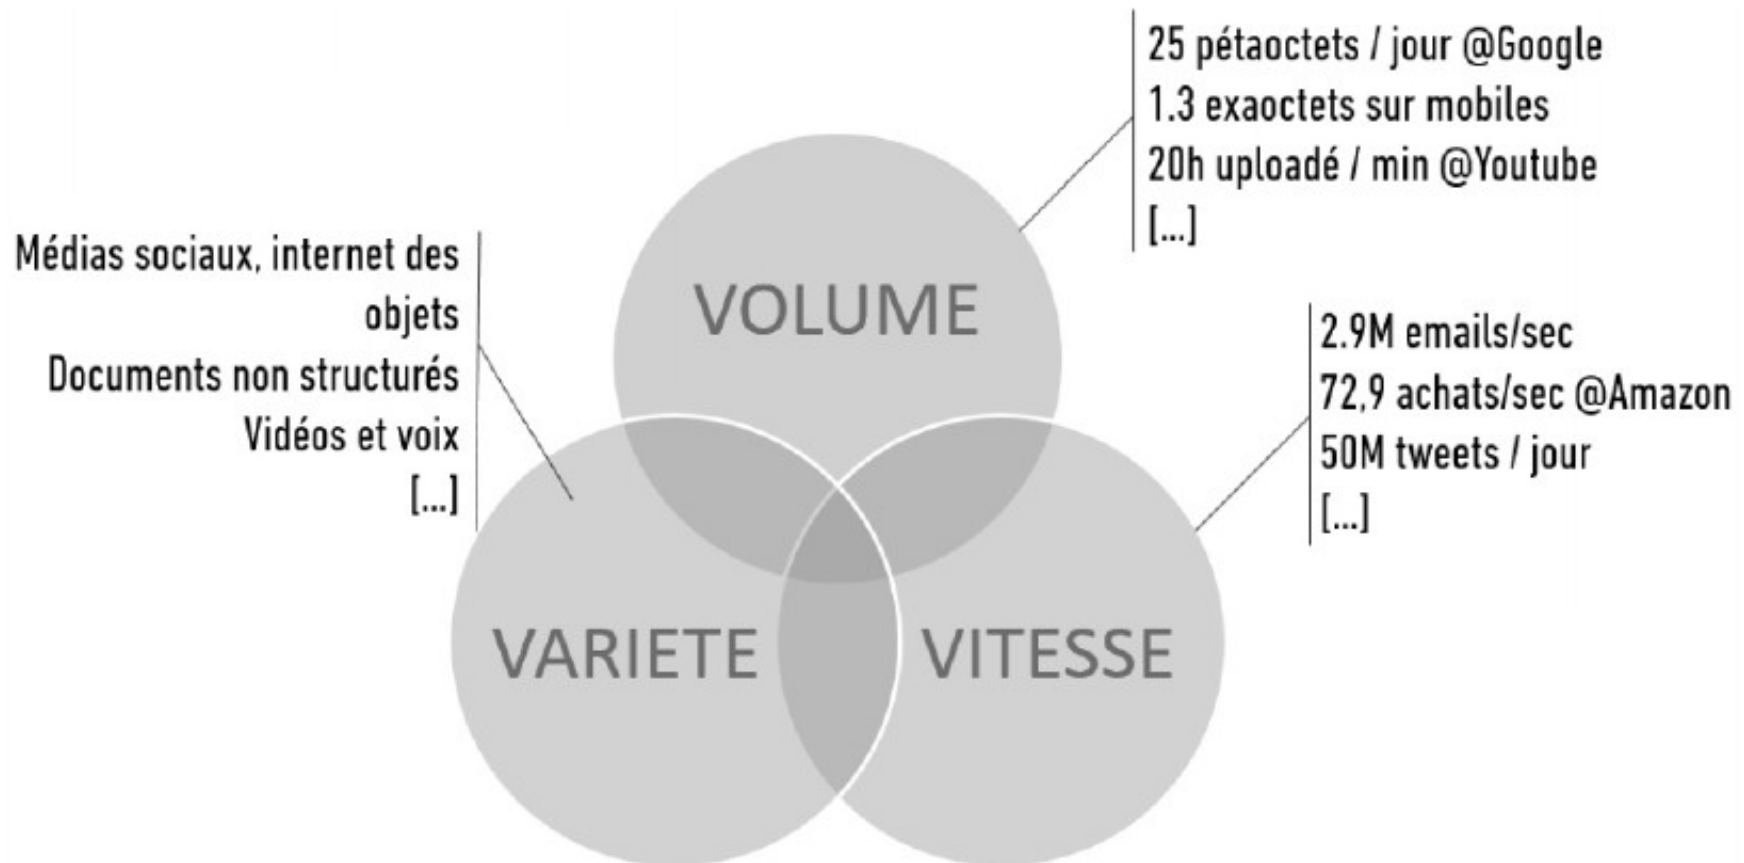 25 pétaoctets / jour @Google
1.3 exaoctets sur mobiles
20h uploadé / min @Youtube
[...]
Médias sociaux, internet des
objets
Documents non structurés
Vidéos et voix
[...]
VOLUME
2.9M emails/sec
72,9 achats/sec @Amazon
50M tweets / jour
[...]
VARIETE
VITESSE